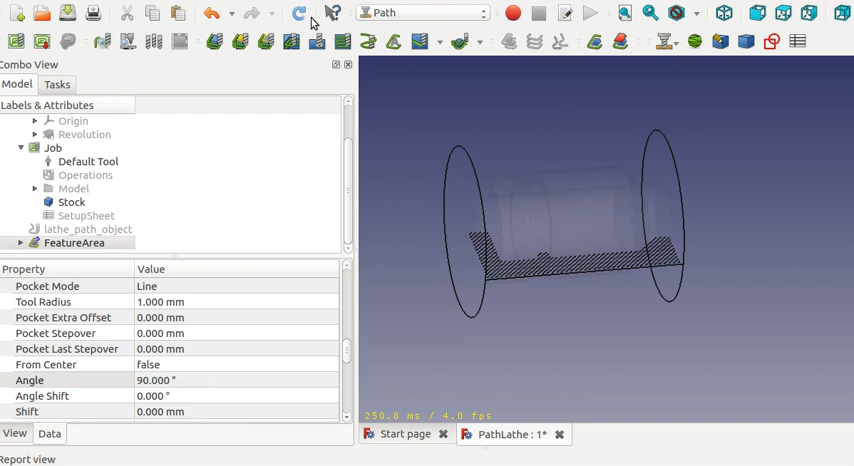 Path
Combo View
Model
Tasks
Labels & Attributes
Origin
Revolution
Job
Default Tool
Operations
Model
Stock
SetupSheet
lathe_path_object
FeatureArea
Property Value
Pocket Mode Line
Tool Radius 1.000 mm
Pocket Extra Offset 0.000 mm
Pocket Stepover 0.000 mm
Pocket Last Stepover 0.000 mm
From Center false
Angle 90.000 °
Angle Shift 0.000 °
Shift 0.000 mm
250.8 ms / 4.0 fps
View Data
Start page
PathLathe : 1*
Report view